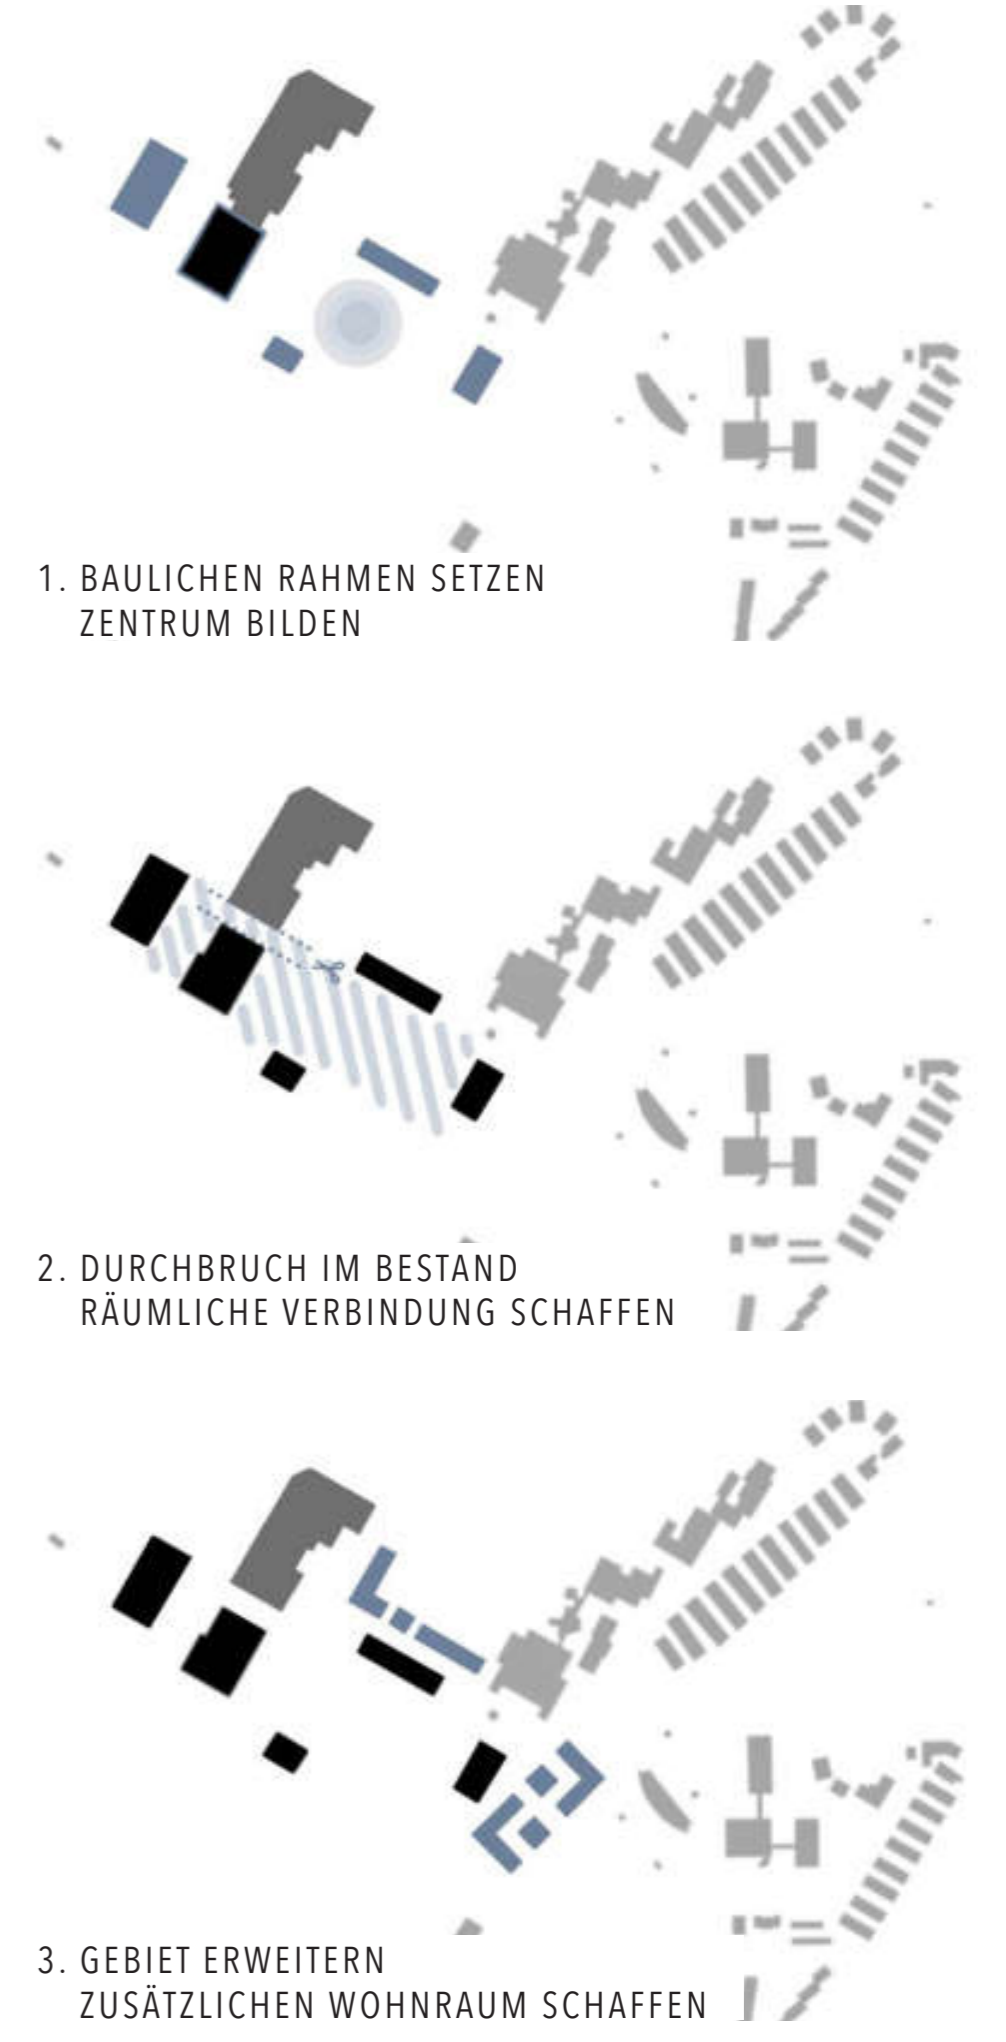 1. BAULICHEN RAHMEN SETZEN
ZENTRUM BILDEN
2. DURCHBRUCH IM BESTAND
RÄUMLICHE VERBINDUNG SCHAFFEN
3. GEBIET ERWEITERN
ZUSÄTZLICHEN WOHNRAUM SCHAFFEN